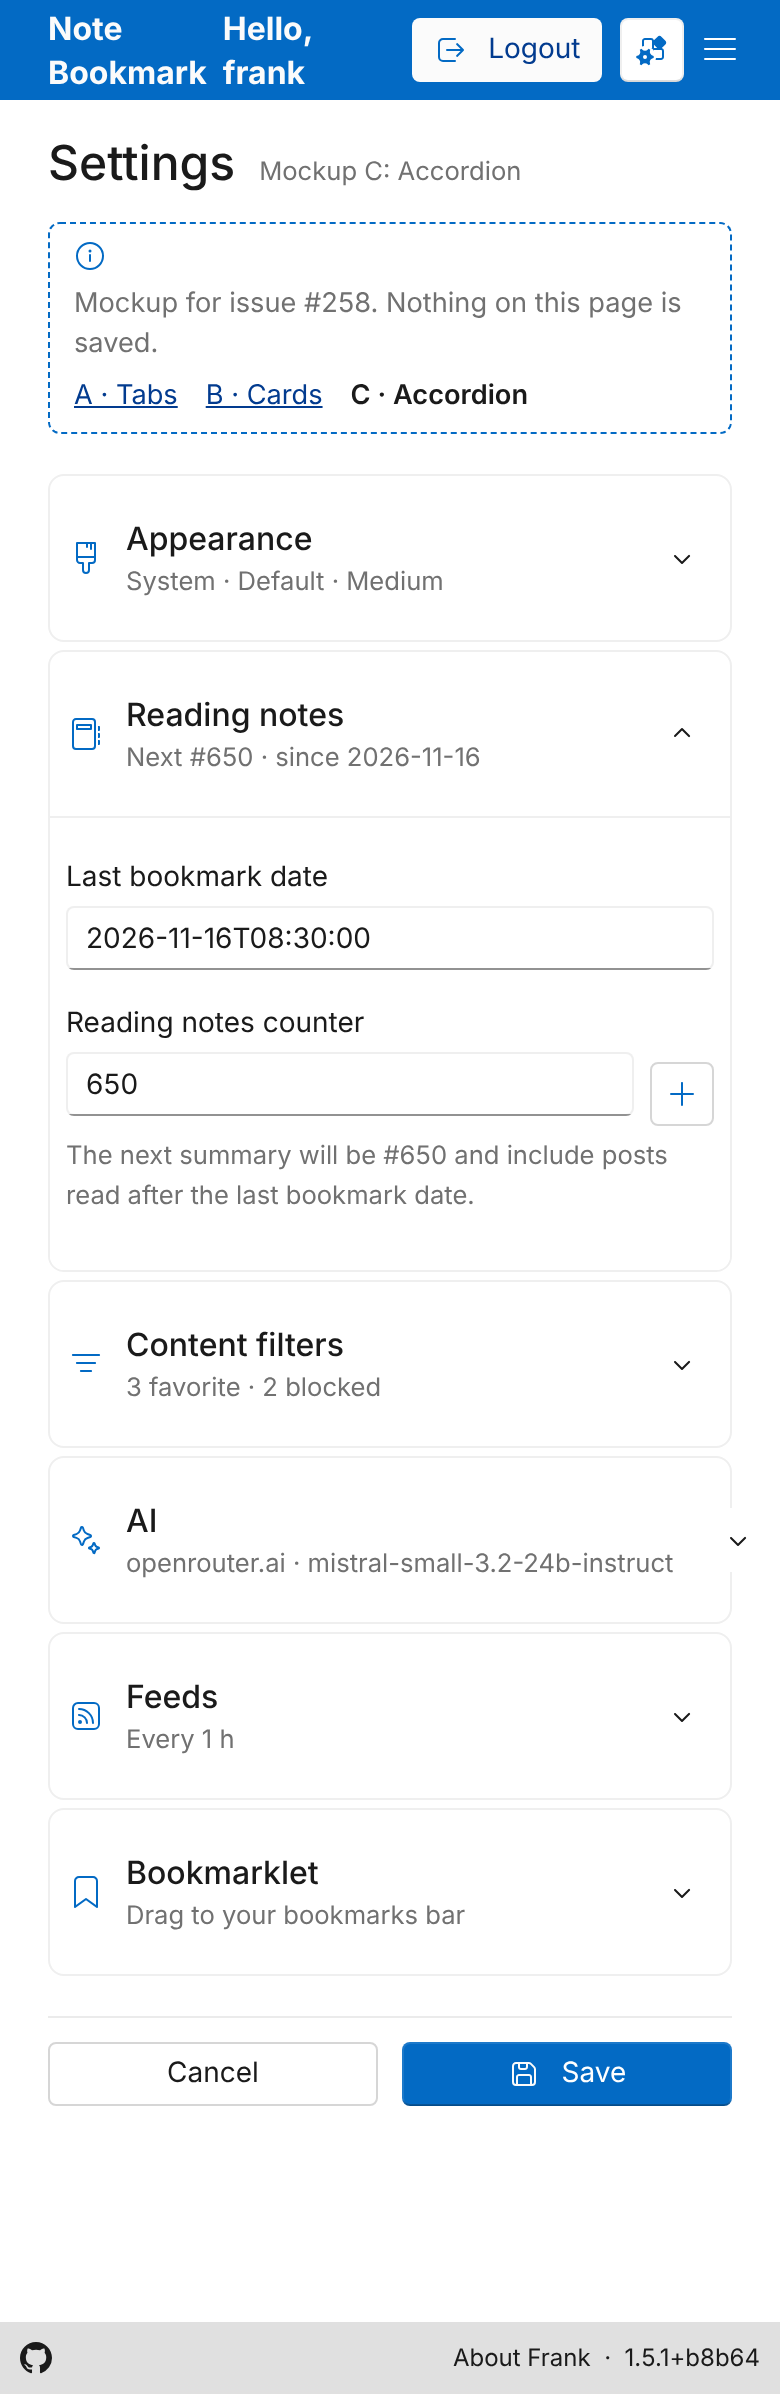 Note Bookmark
Hello, frank
Logout
Settings
Mockup C: Accordion
Mockup for issue #258. Nothing on this page is
saved.
A · Tabs B · Cards C · Accordion
Appearance
System · Default · Medium
Reading notes
Next #650 · since 2026-11-16
Last bookmark date
2026-11-16T08:30:00
Reading notes counter
650
The next summary will be #650 and include posts
read after the last bookmark date.
Content filters
3 favorite · 2 blocked
AI
openrouter.ai · mistral-small-3.2-24b-instruct
Feeds
Every 1 h
Bookmarklet
Drag to your bookmarks bar
Cancel
Save
About Frank · 1.5.1+b8b64